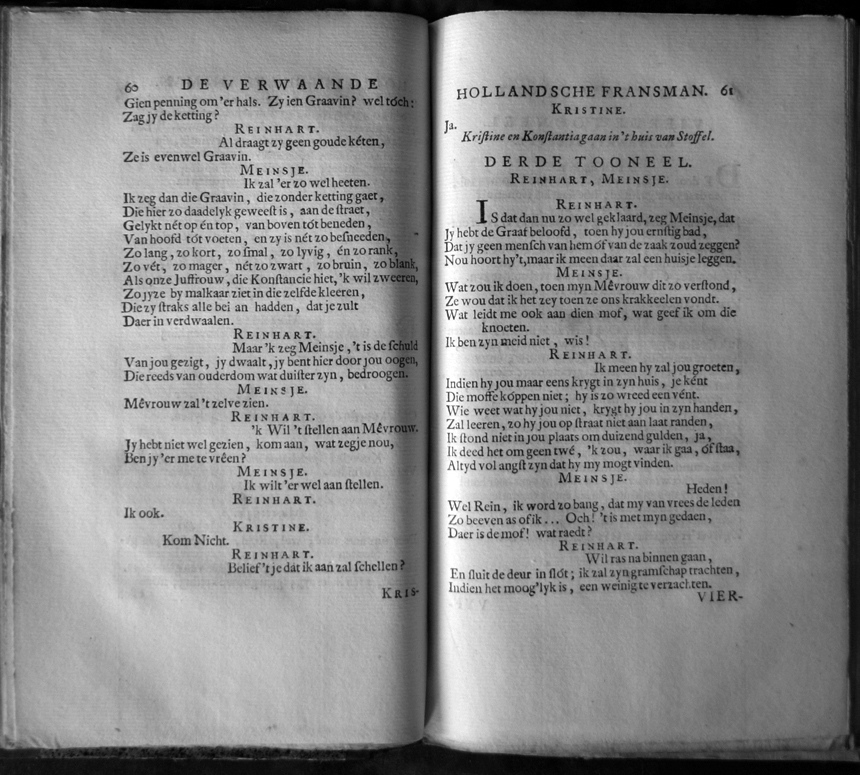 60 DE VERWAANDE
Gien penning om'er hals. Zy ien Graavin? wel tóch:
Zag jy de ketting?
REINHART.
Al draagt zy geen goude kéten,
Ze is evenwel Graavin.
MEINSJE.
Ik zal 'er zo wel heeten.
Ik zeg dan die Graavin, die zonder ketting gaet,
Die hier zo daadelyk geweeſt is, aan de ſtraet,
Gelykt nét op én top, van boven tót beneden,
Van hoofd tót voeten, en zy is nét zo beſneeden,
Zo lang, zo kort, zo ſmal, zo lyvig, én zo rank,
Zo vét, zo mager, nét zo zwart, zo bruin, zo blank,
Als onze Juffrouw, die Konſtancie hiet, 'k wil zweeren,
Zo jy ze by malkaar ziet in die zelfde kleeren,
Die zy ſtraks alle bei an hadden, dat je zult
Daer in verdwaalen.
REINHART.
Maar 'k zeg Meinsje, 't is de ſchuld
Van jou gezigt, jy dwaalt, jy bent hier door jou oogen,
Die reeds van ouderdom wat duiſter zyn, bedroogen.
MEINSJE.
Mêvrouw zal 't zelve zien.
REINHART.
'k Wil 't ſtellen aan Mêvrouw.
Jy hebt niet wel gezien, kom aan, wat zegje nou,
Ben jy 'er me te vrêen?
MEINSJE.
Ik wilt 'er wel aan ſtellen.
REINHART.
Ik ook.
KRISTINE.
Kom Nicht.
REINHART.
Belief 't je dat ik aan zal ſchellen?
KRIS-
HOLLANDSCHE FRANSMAN. 61
KRISTINE.
Ja.
Kriſtine en Konſtantia gaan in 't huis van Stoffel.
DERDE TOONEEL.
REINHART, MEINSJE.
REINHART.
IS dat dan nu zo wel geklaard, zeg Meinsje, dat
Jy hebt de Graaf beloofd, toen hy jou ernſtig bad,
Dat jy geen menſch van hem óf van de zaak zoud zeggen?
Nou hoort hy't, maar ik meen daar zal een huisje leggen.
MEINSJE.
Wat zou ik doen, toen myn Mêvrouw dit zo verſtond,
Ze wou dat ik het zey toen ze ons krakkeelen vondt.
Wat leidt me ook aan dien mof, wat geef ik om die
knoeten.
Ik ben zyn meid niet, wis!
REINHART.
Ik meen hy zal jou groeten,
Indien hy jou maar eens krygt in zyn huis, je ként
Die moffe kóppen niet; hy is zo wreed een vént.
Wie weet wat hy jou niet, krygt hy jou in zyn handen,
Zal leeren, zo hy jou op ſtraat niet aan laat randen,
Ik ſtond niet in jou plaats om duizend gulden, ja,
Ik deed het om geen twé, 'k zou, waar ik gaa, óf ſtaa,
Altyd vol angſt zyn dat hy my mogt vinden.
MEINSJE.
Heden!
Wel Rein, ik word zo bang, dat my van vrees de leden
Zo beeven as of ik... Och! 't is met myn gedaen,
Daer is de mof! wat raedt?
REINHART.
Wil ras na binnen gaan,
En ſluit de deur in ſlót; ik zal zyn gramſchap trachten,
Indien het moog'lyk is, een weinig te verzachten.
VIER-